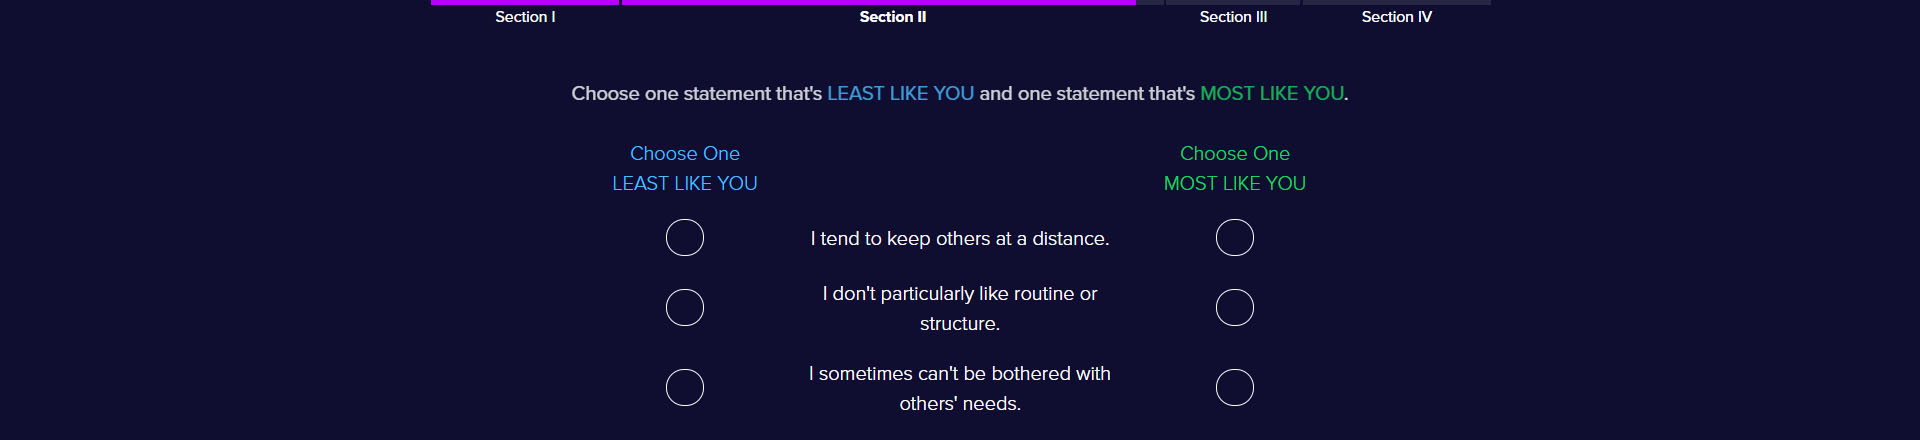 Section I
Section II
Section III
Section IV
Choose one statement that's LEAST LIKE YOU and one statement that's MOST LIKE YOU.
Choose One
LEAST LIKE YOU
Choose One
MOST LIKE YOU
I tend to keep others at a distance.
I don't particularly like routine or
structure.
I sometimes can't be bothered with
others' needs.